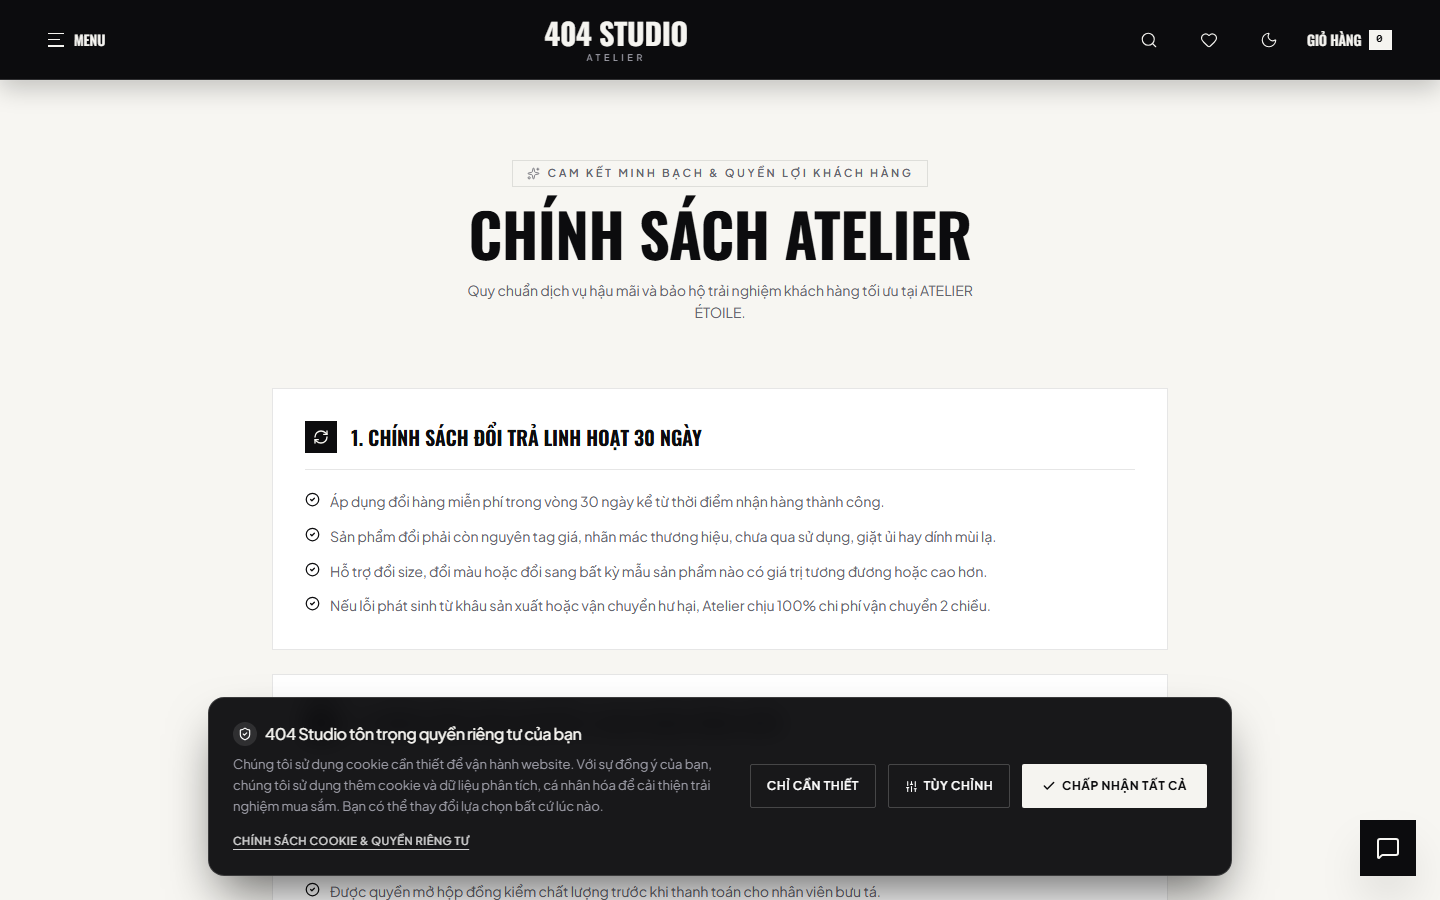 MENU
404 STUDIO
ATELIER
GIỎ HÀNG 0
CAM KẾT MINH BẠCH & QUYỀN LỢI KHÁCH HÀNG
CHÍNH SÁCH ATELIER
Quy chuẩn dịch vụ hậu mãi và bảo hộ trải nghiệm khách hàng tối ưu tại ATELIER
ÉTOILE.
1. CHÍNH SÁCH ĐỔI TRẢ LINH HOẠT 30 NGÀY
Áp dụng đổi hàng miễn phí trong vòng 30 ngày kể từ thời điểm nhận hàng thành công.
Sản phẩm đổi phải còn nguyên tag giá, nhãn mác thương hiệu, chưa qua sử dụng, giặt ủi hay dính mùi lạ.
Hỗ trợ đổi size, đổi màu hoặc đổi sang bất kỳ mẫu sản phẩm nào có giá trị tương đương hoặc cao hơn.
Nếu lỗi phát sinh từ khâu sản xuất hoặc vận chuyển hư hại, Atelier chịu 100% chi phí vận chuyển 2 chiều.
404 Studio tôn trọng quyền riêng tư của bạn
Chúng tôi sử dụng cookie cần thiết để vận hành website. Với sự đồng ý của bạn,
chúng tôi sử dụng thêm cookie và dữ liệu phân tích, cá nhân hóa để cải thiện trải
nghiệm mua sắm. Bạn có thể thay đổi lựa chọn bất cứ lúc nào.
CHÍNH SÁCH COOKIE & QUYỀN RIÊNG TƯ
CHỈ CẦN THIẾT
TÙY CHỈNH
CHẤP NHẬN TẤT CẢ
Được quyền mở hộp đồng kiểm chất lượng trước khi thanh toán cho nhân viên bưu tá.